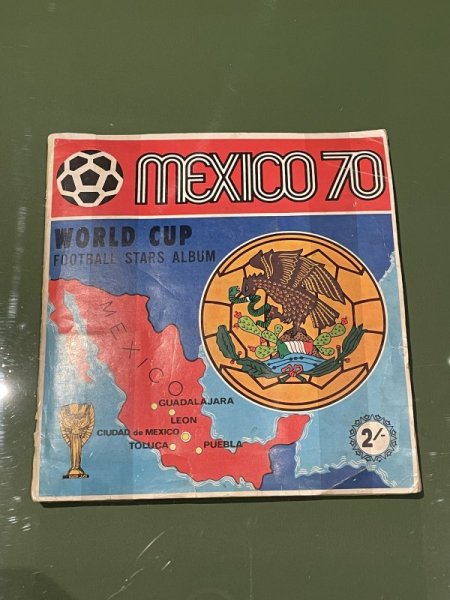 MEXICO 70
WORLD CUP
FOOTBALL STARS ALBUM
MEXICO
GUADALAJARA
LEON
CIUDAD de MEXICO
TOLUCA
PUEBLA
2/-